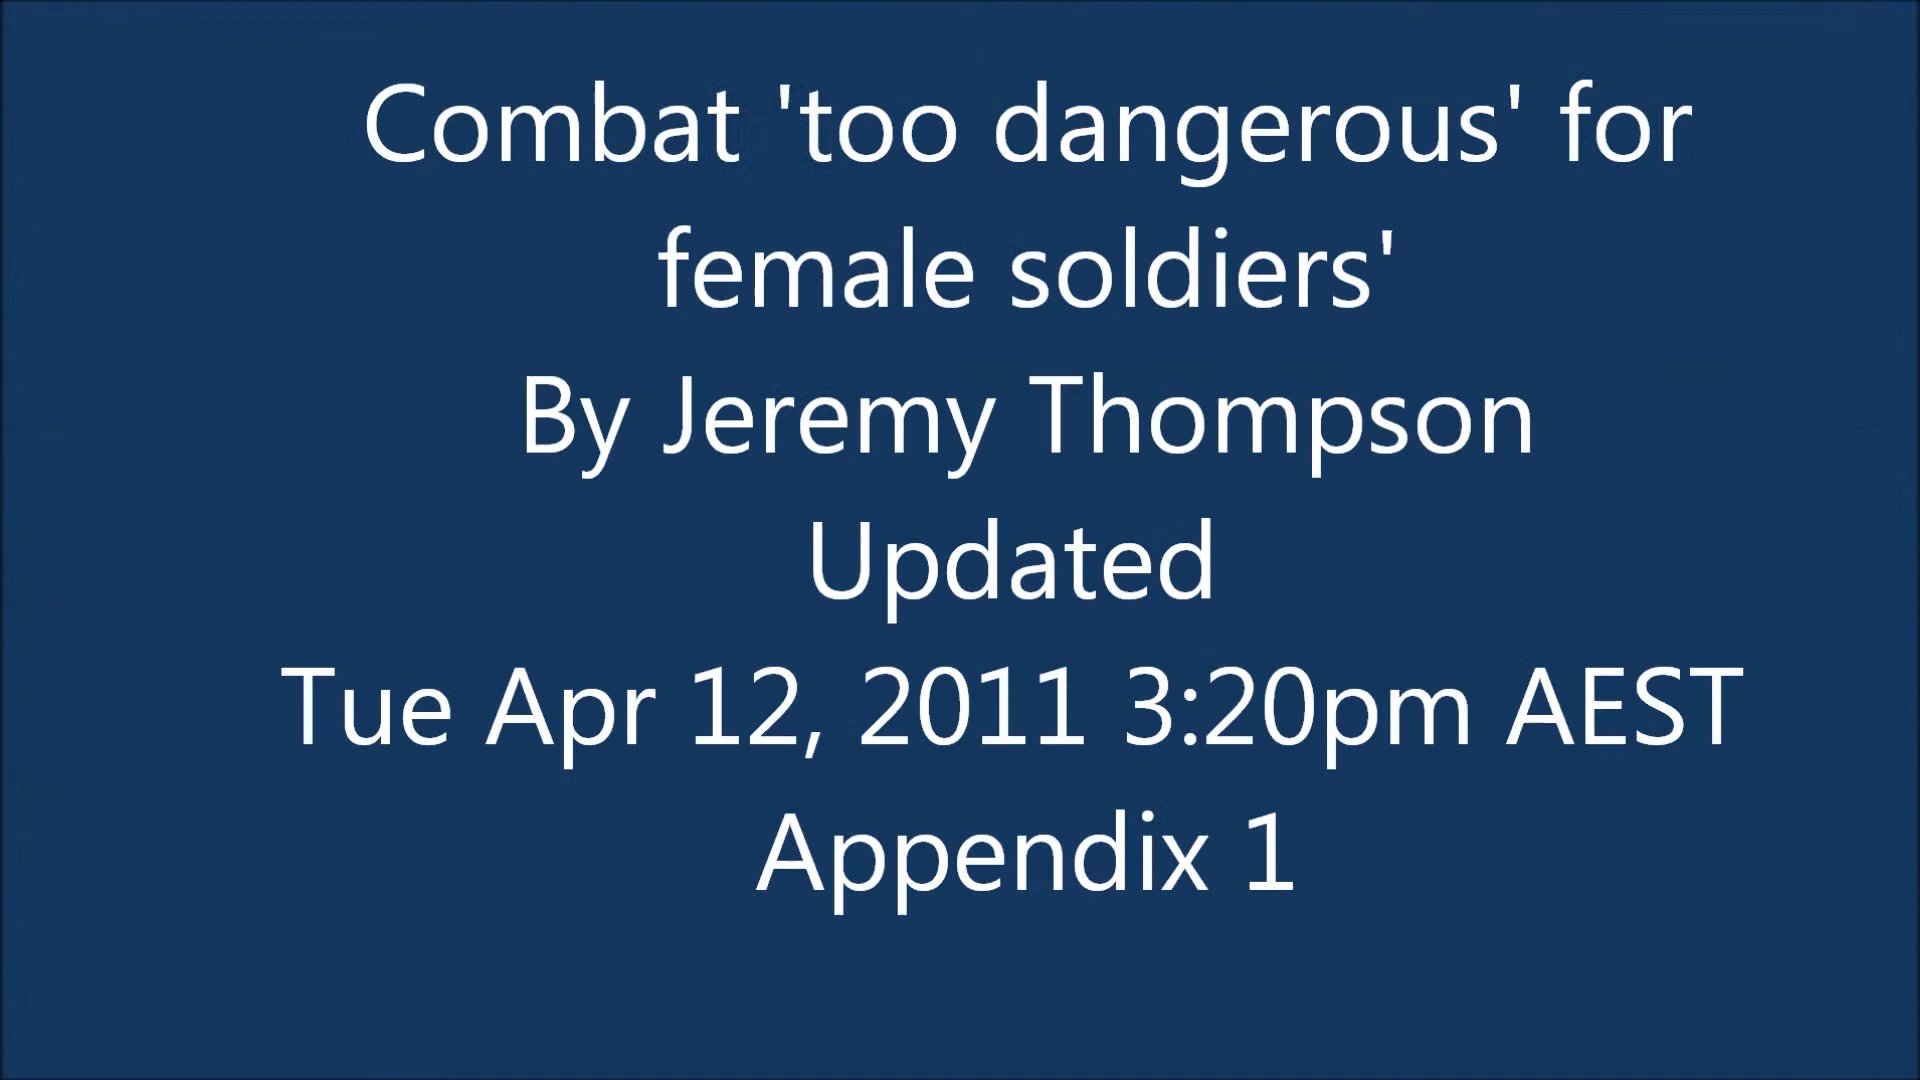 Combat 'too dangerous' for
female soldiers'
By Jeremy Thompson
Updated
Tue Apr 12, 2011 3:20pm AEST
Appendix 1